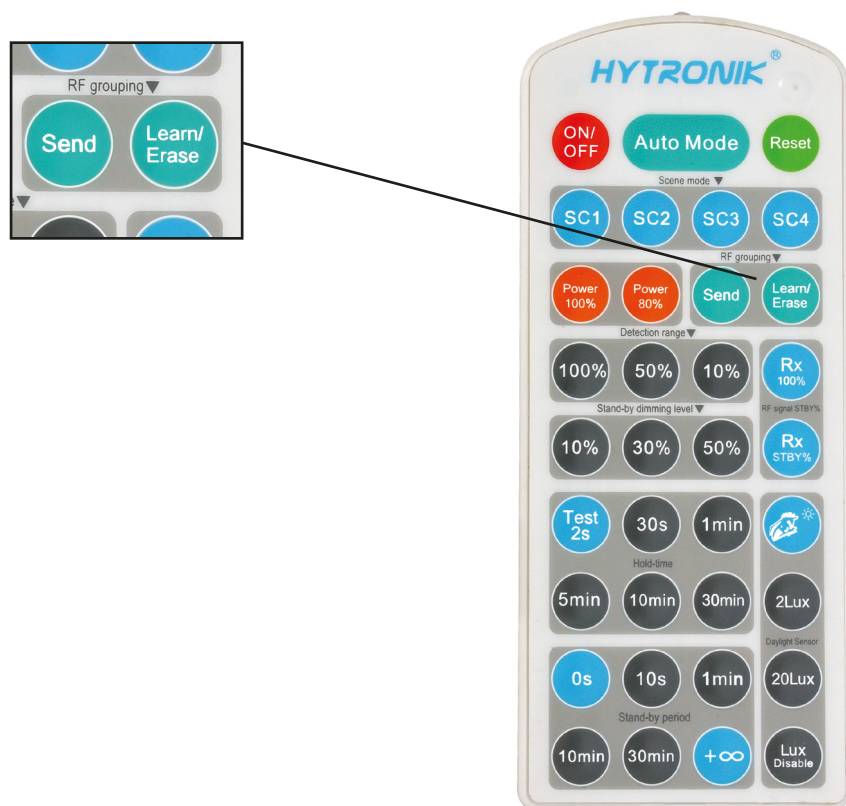 RF grouping▼
Send
Learn/
Erase
e▼
HYTRONIK®
ON/
OFF
Auto Mode
Reset
Scene mode ▼
SC1
SC2
SC3
SC4
RF grouping▼
Power
100%
Power
80%
Send
Learn/
Erase
Detection range▼
100%
50%
10%
Rx
100%
Stand-by dimming level▼
RF signal STBY%
10%
30%
50%
Rx
STBY%
Test
2s
30s
1min
Hold-time
5min
10min
30min
2Lux
Daylight Sensor
0s
10s
1min
20Lux
Stand-by period
10min
30min
+∞
Lux
Disable